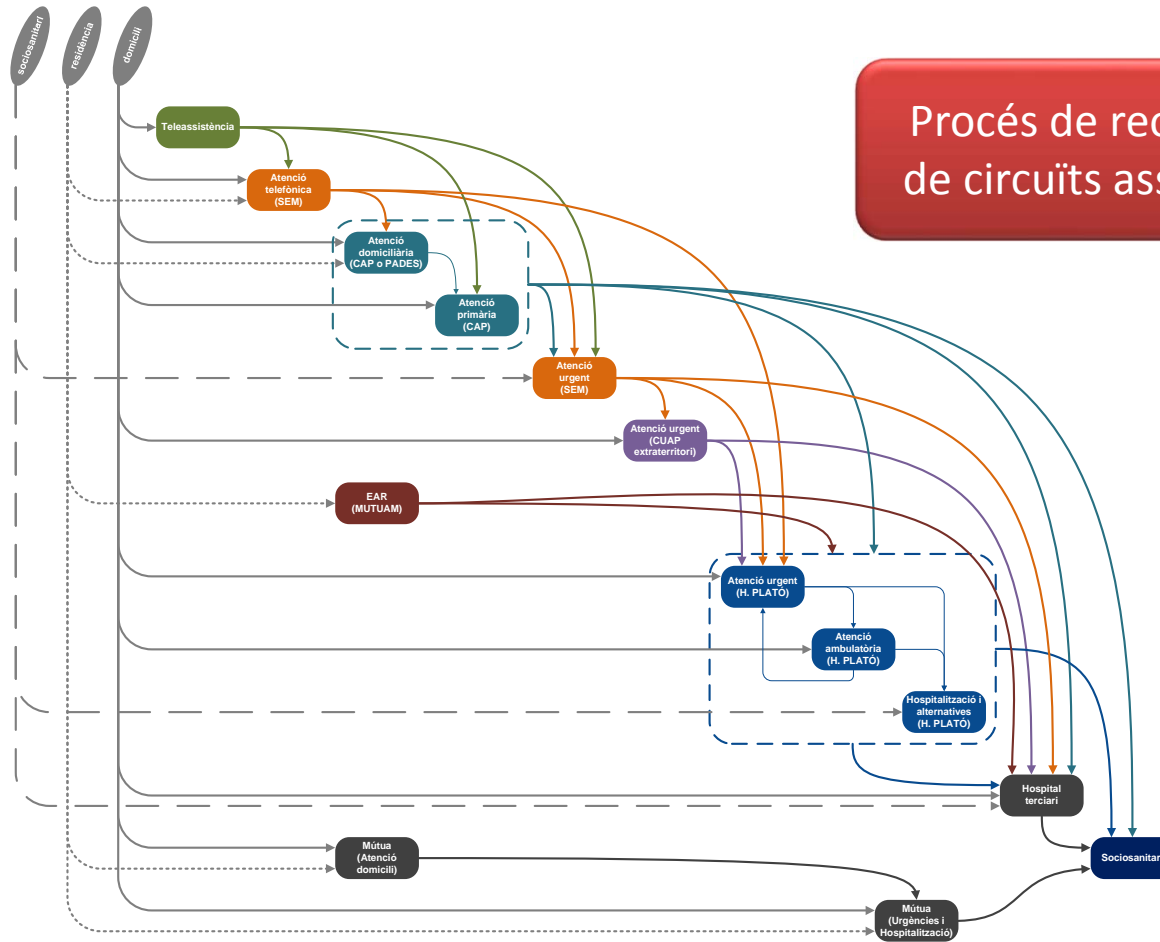 sociosanitari
residència
domicili
Procés de
de circuïts
Teleassistència
Atenció
telefònica
(SEM)
Atenció
domiciliària
(CAP o PADES)
Atenció
primària
(CAP)
Atenció
urgent
(SEM)
Atenció urgent
(CUAP
extraterritori)
EAR
(MUTUAM)
Atenció urgent
(H. PLATÓ)
Atenció
ambulatòria
(H. PLATÓ)
Hospitalització i
alternatives
(H. PLATÓ)
Hospital
terciari
Mútua
(Atenció
domicili)
Sociosanitar
Mútua
(Urgències i
Hospitalització)